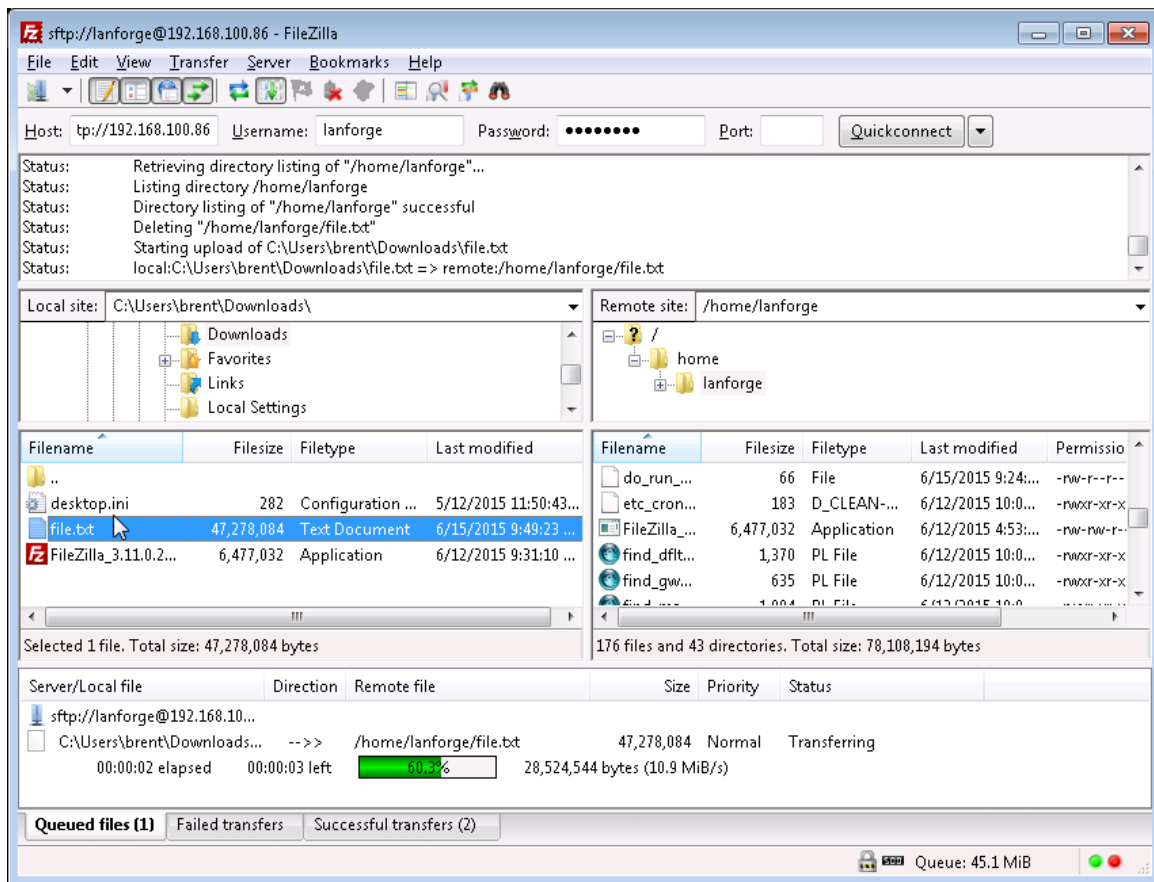 sftp://lanforge@192.168.100.86 - FileZilla
File Edit View Transfer Server Bookmarks Help
Host: tp://192.168.100.86 Username: lanforge Password: ●●●●●●●● Port: Quickconnect
Status: Retrieving directory listing of "/home/lanforge"...
Status: Listing directory /home/lanforge
Status: Directory listing of "/home/lanforge" successful
Status: Deleting "/home/lanforge/file.txt"
Status: Starting upload of C:\Users\brent\Downloads\file.txt
Status: local:C:\Users\brent\Downloads\file.txt => remote:/home/lanforge/file.txt
Local site: C:\Users\brent\Downloads\
Downloads
Favorites
Links
Local Settings
Remote site: /home/lanforge
/
home
lanforge
Filename Filesize Filetype Last modified
..
desktop.ini 282 Configuration ... 5/12/2015 11:50:43...
file.txt 47,278,084 Text Document 6/15/2015 9:49:23 ...
FileZilla_3.11.0.2... 6,477,032 Application 6/12/2015 9:31:10 ...
Selected 1 file. Total size: 47,278,084 bytes
Filename Filesize Filetype Last modified Permissio
do_run_... 66 File 6/15/2015 9:24:... -rw-r--r--
etc_cron... 183 D_CLEAN-... 6/12/2015 10:0... -rwxr-xr-x
FileZilla_... 6,477,032 Application 6/12/2015 4:53:... -rw-rw-r--
find_dflt... 1,370 PL File 6/12/2015 10:0... -rwxr-xr-x
find_gw... 635 PL File 6/12/2015 10:0... -rwxr-xr-x
176 files and 43 directories. Total size: 78,108,194 bytes
Server/Local file Direction Remote file Size Priority Status
sftp://lanforge@192.168.10...
C:\Users\brent\Downloads... -->> /home/lanforge/file.txt 47,278,084 Normal Transferring
00:00:02 elapsed 00:00:03 left 60.3% 28,524,544 bytes (10.9 MiB/s)
Queued files (1) Failed transfers Successful transfers (2)
Queue: 45.1 MiB